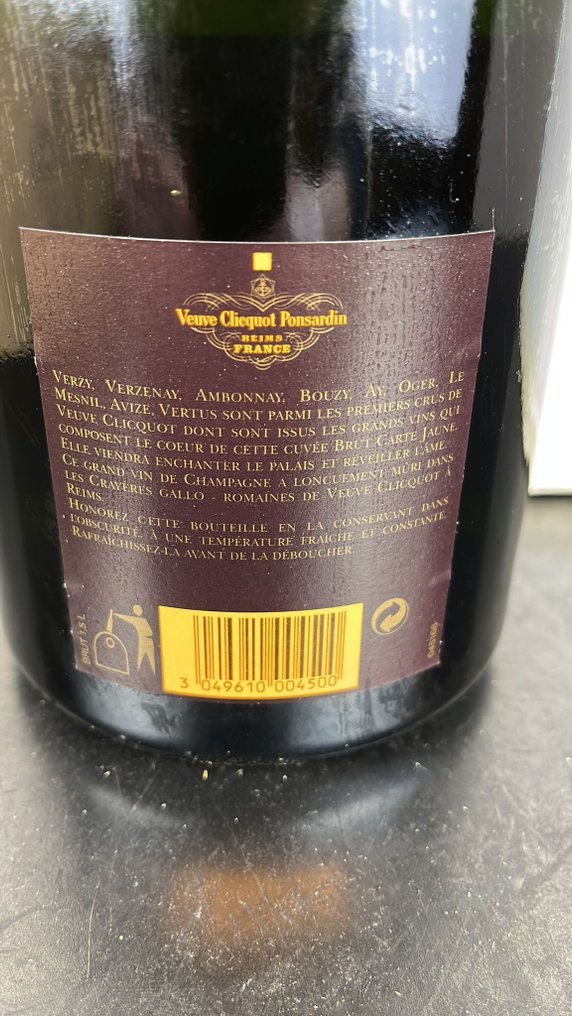 Veuve Clicquot Ponsardin
REIMS
FRANCE
VERZY, VERZENAY, AMBONNAY, BOUZY, AY, OGER, LE
MESNIL, AVIZE, VERTUS SONT PARMI LES PREMIERS CRUS DE
VEUVE CLICQUOT DONT SONT ISSUS LES GRANDS VINS QUI
COMPOSENT LE COEUR DE CETTE CUVÉE BRUT CARTE JAUNE.
ELLE VIENDRA ENCHANTER LE PALAIS ET RÉVEILLER L'ÂME.
CE GRAND VIN DE CHAMPAGNE A LONGUEMENT MÛRI DANS
LES CRAYÈRES GALLO - ROMAINES DE VEUVE CLICQUOT À
REIMS.
HONOREZ CETTE BOUTEILLE EN LA CONSERVANT DANS
L'OBSCURITÉ, À UNE TEMPÉRATURE FRAÎCHE ET CONSTANTE.
RAFRAÎCHISSEZ-LA AVANT DE LA DÉBOUCHER.
BRUT 1.5 L
3 049610 004500